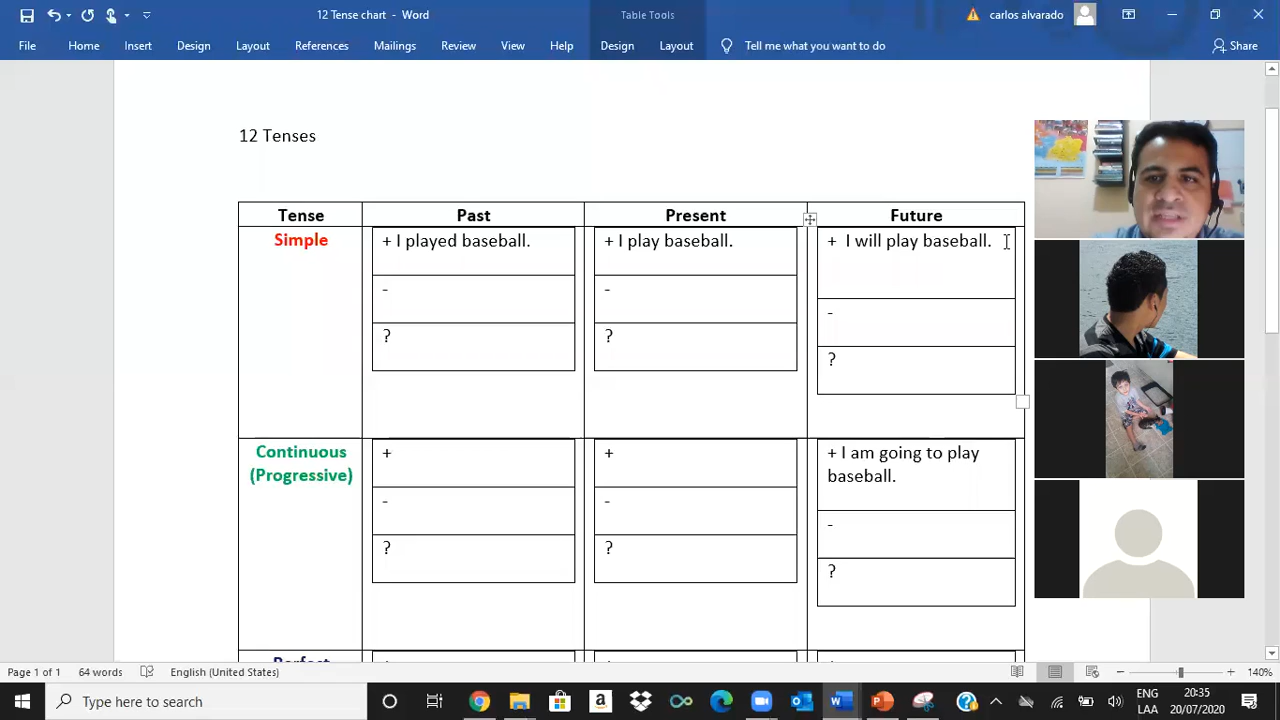 12 Tense chart - Word
Table Tools
carlos alvarado
File Home Insert Design Layout References Mailings Review View Help Design Layout Tell me what you want to do Share
12 Tenses
Tense Past Present Future
Simple + I played baseball. + I play baseball. + I will play baseball.
- - -
? ? ?
Continuous + + + I am going to play
(Progressive) baseball.
- - -
? ? ?
Perfect + + +
Page 1 of 1 64 words English (United States) 140%
Type here to search
ENG 20:35
LAA 20/07/2020